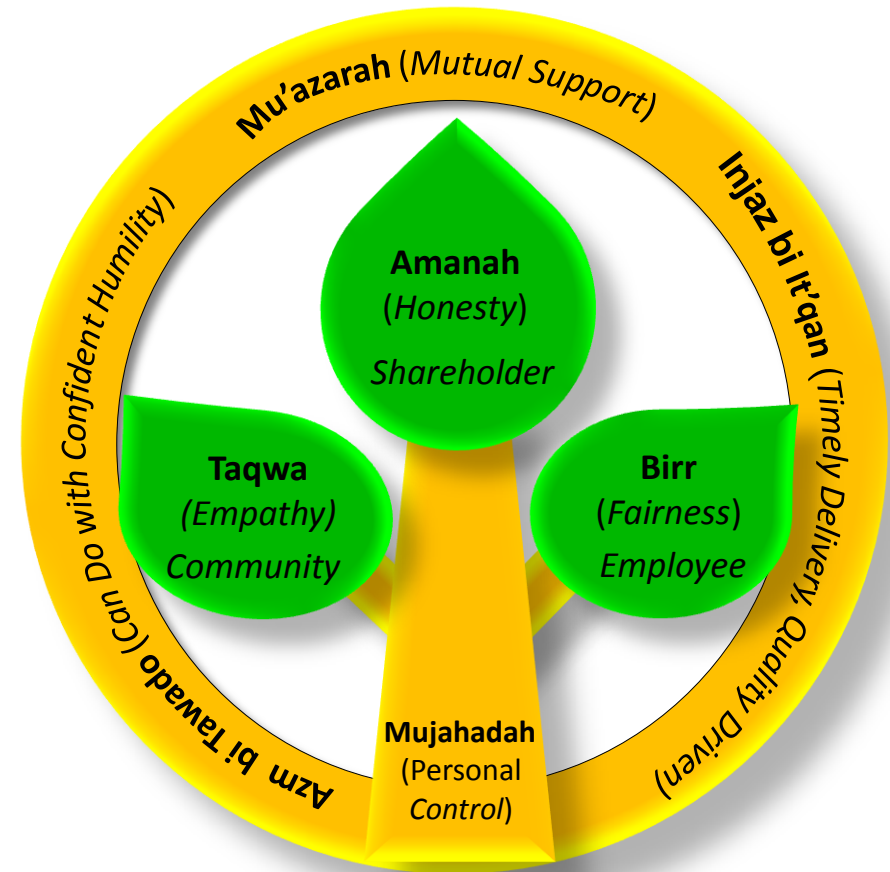 Mu’azarah (Mutual Support)
Injaz bi It’qan (Timely Delivery, Quality Driven)
Azm bi Tawado (Can Do with Confident Humility)
Amanah
(Honesty)
Shareholder
Taqwa
(Empathy)
Community
Birr
(Fairness)
Employee
Mujahadah
(Personal
Control)